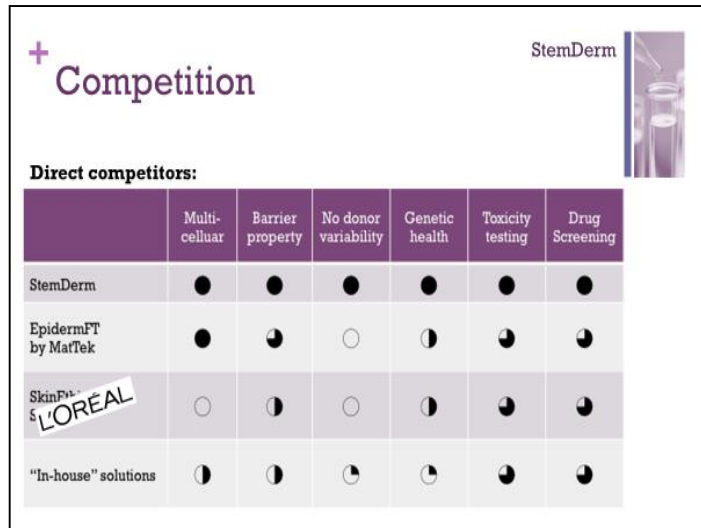 +
StemDerm
Competition
Direct competitors:
Multi-
celluar
Barrier
property
No donor
variability
Genetic
health
Toxicity
testing
Drug
Screening
StemDerm
EpidermFT
by MatTek
L'ORÉAL
"In-house" solutions